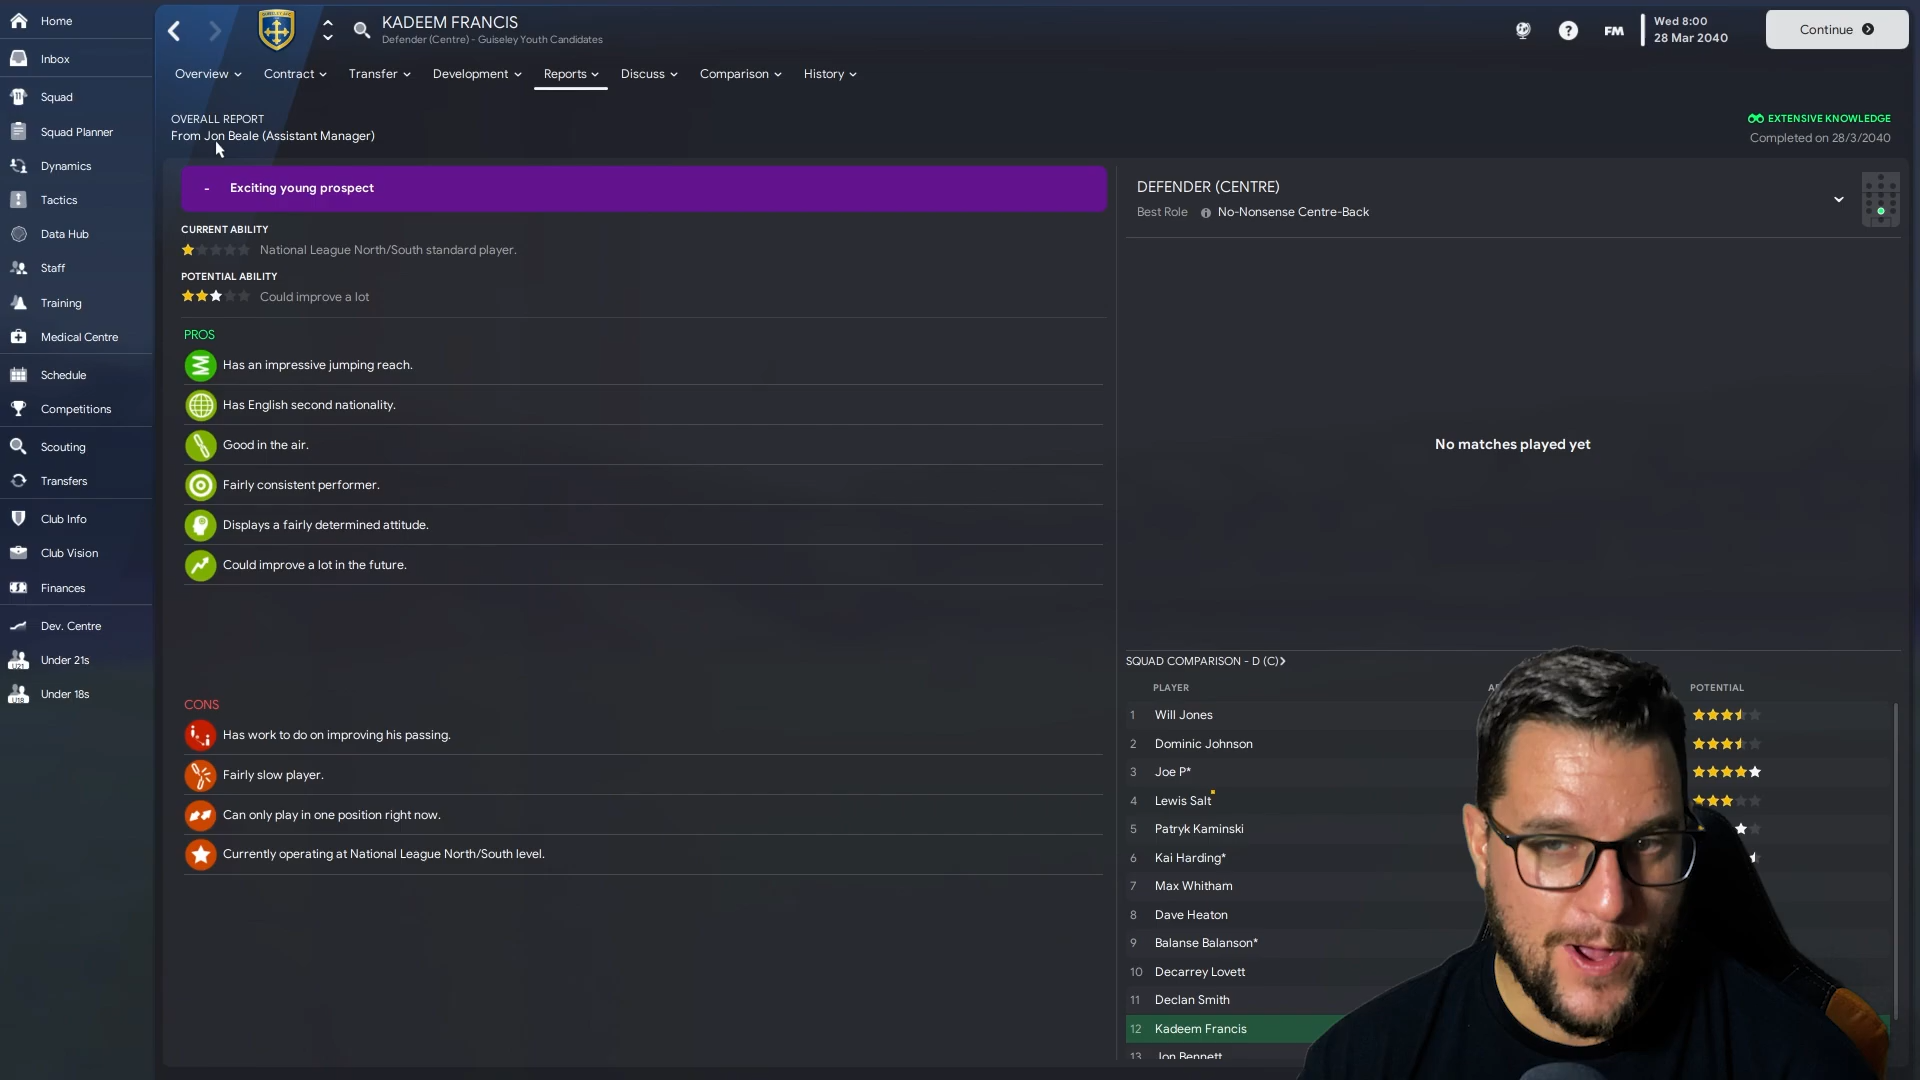 Home
Inbox
Squad
Squad Planner
Dynamics
Tactics
Data Hub
Staff
Training
Medical Centre
Schedule
Competitions
Scouting
Transfers
Club Info
Club Vision
Finances
Dev. Centre
Under 21s
Under 18s
KADEEM FRANCIS
Defender (Centre) - Guiseley Youth Candidates
FM
Wed 8:00
28 Mar 2040
Continue
Overview
Contract
Transfer
Development
Reports
Discuss
Comparison
History
OVERALL REPORT
From Jon Beale (Assistant Manager)
EXTENSIVE KNOWLEDGE
Completed on 28/3/2040
- Exciting young prospect
CURRENT ABILITY
National League North/South standard player.
POTENTIAL ABILITY
Could improve a lot
PROS
Has an impressive jumping reach.
Has English second nationality.
Good in the air.
Fairly consistent performer.
Displays a fairly determined attitude.
Could improve a lot in the future.
CONS
Has work to do on improving his passing.
Fairly slow player.
Can only play in one position right now.
Currently operating at National League North/South level.
DEFENDER (CENTRE)
Best Role No-Nonsense Centre-Back
No matches played yet
SQUAD COMPARISON - D (C)
PLAYER POTENTIAL
1 Will Jones
2 Dominic Johnson
3 Joe P*
4 Lewis Salt
5 Patryk Kaminski
6 Kai Harding*
7 Max Whitham
8 Dave Heaton
9 Balanse Balanson*
10 Decarrey Lovett
11 Declan Smith
12 Kadeem Francis
13 Jon Bennett